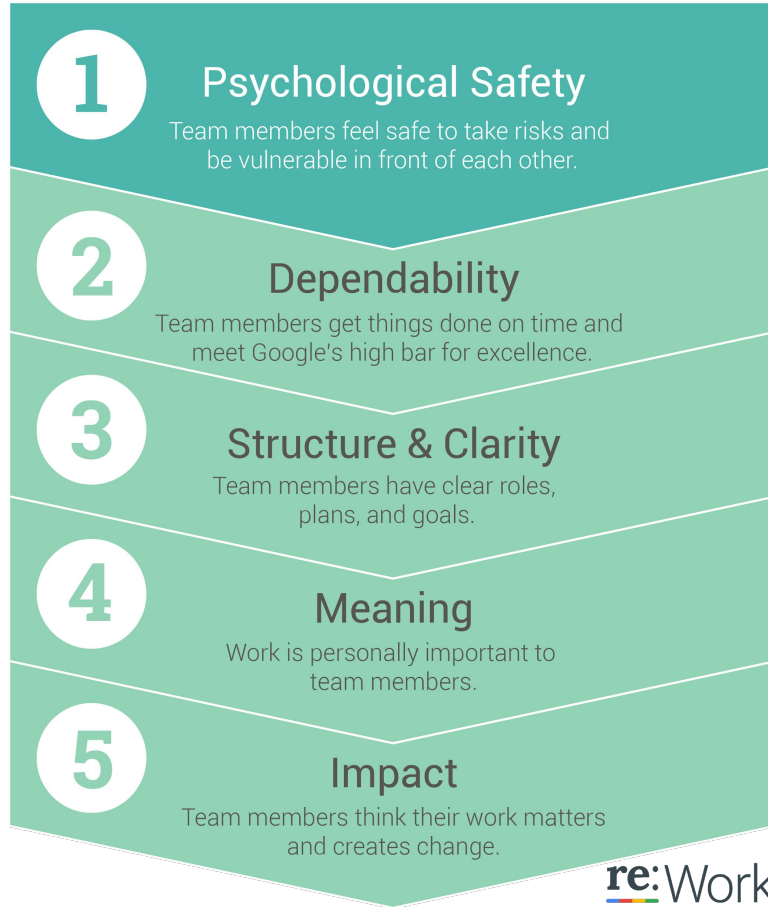 1
Psychological Safety
Team members feel safe to take risks and
be vulnerable in front of each other.
2
Dependability
Team members get things done on time and
meet Google's high bar for excellence.
3
Structure & Clarity
Team members have clear roles,
plans, and goals.
4
Meaning
Work is personally important to
team members.
5
Impact
Team members think their work matters
and creates change.
re:Work